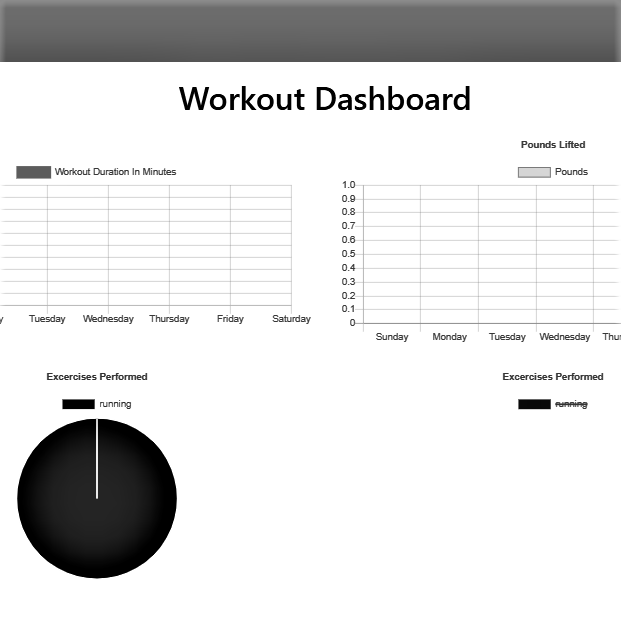 Workout Dashboard
Workout Duration In Minutes
y Tuesday Wednesday Thursday Friday Saturday
Pounds Lifted
Pounds
1.0
0.9
0.8
0.7
0.6
0.5
0.4
0.3
0.2
0.1
0
Sunday Monday Tuesday Wednesday Thur
Excercises Performed
running
Excercises Performed
running